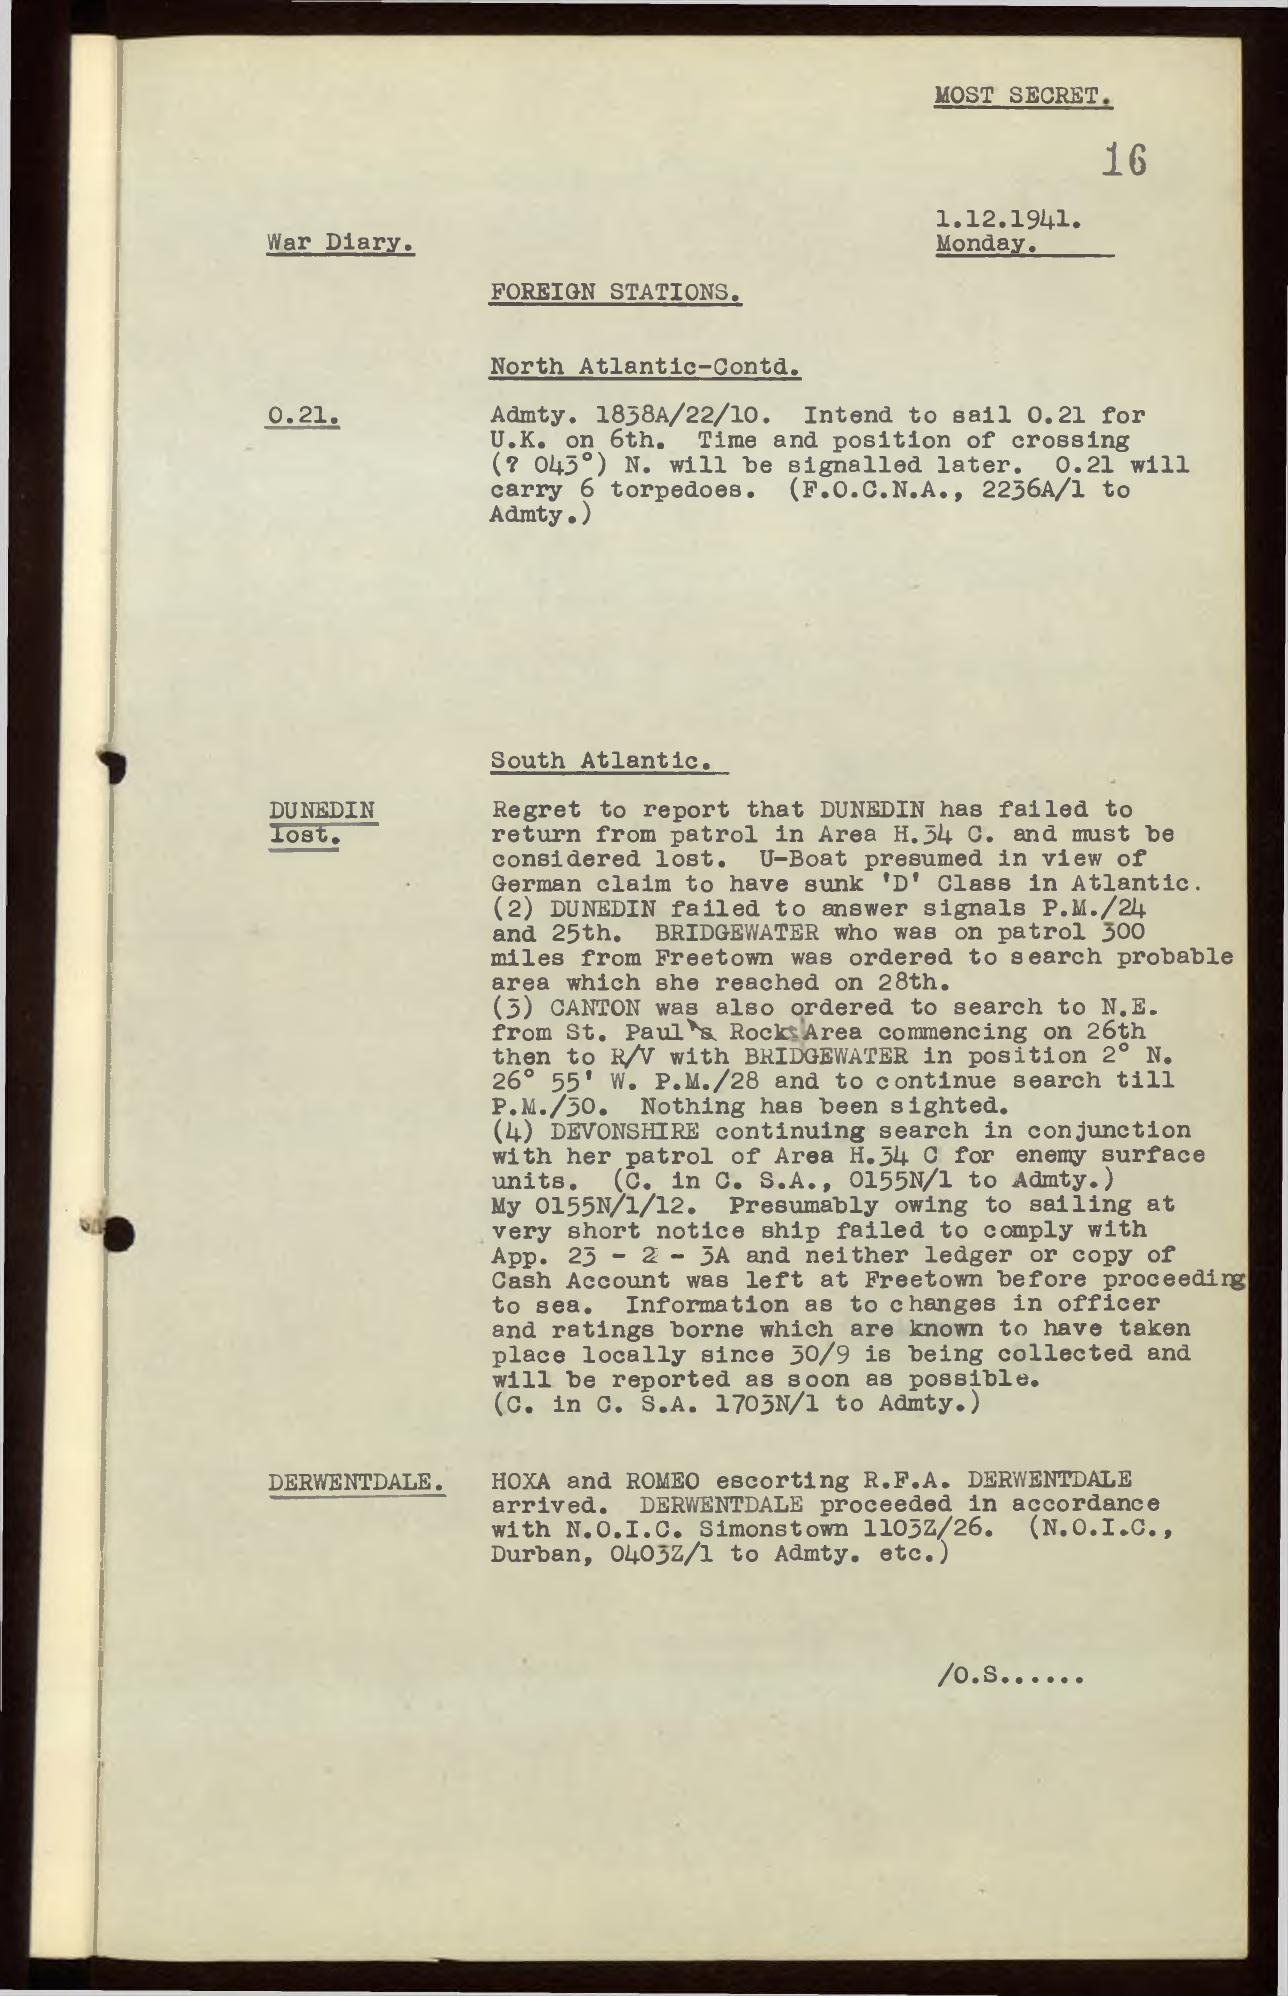 MOST SECRET.
16
1.12.1941.
War Diary.
Monday.
FOREIGN STATIONS.
North Atlantic-Contd.
O.21.
Admty. 1838A/22/10. Intend to sail O.21 for
U.K. on 6th. Time and position of crossing
(? 043°) N. will be signalled later. O.21 will
carry 6 torpedoes. (F.O.C.N.A., 2236A/1 to
Admty.)
South Atlantic.
DUNEDIN
lost.
Regret to report that DUNEDIN has failed to
return from patrol in Area H.34 C. and must be
considered lost. U-Boat presumed in view of
German claim to have sunk 'D' Class in Atlantic.
(2) DUNEDIN failed to answer signals P.M./24
and 25th. BRIDGEWATER who was on patrol 300
miles from Freetown was ordered to search probable
area which she reached on 28th.
(3) CANTON was also ordered to search to N.E.
from St. Paul's Rocks Area commencing on 26th
then to R/V with BRIDGEWATER in position 2° N.
26° 55' W. P.M./28 and to continue search till
P.M./30. Nothing has been sighted.
(4) DEVONSHIRE continuing search in conjunction
with her patrol of Area H.34 C for enemy surface
units. (C. in C. S.A., 0155N/1 to Admty.)
My 0155N/1/12. Presumably owing to sailing at
very short notice ship failed to comply with
App. 23 - 2 - 3A and neither ledger or copy of
Cash Account was left at Freetown before proceeding
to sea. Information as to changes in officer
and ratings borne which are known to have taken
place locally since 30/9 is being collected and
will be reported as soon as possible.
(C. in C. S.A. 1703N/1 to Admty.)
DERWENTDALE.
HOXA and ROMEO escorting R.F.A. DERWENTDALE
arrived. DERWENTDALE proceeded in accordance
with N.O.I.C. Simonstown 1103Z/26. (N.O.I.C.,
Durban, 0403Z/1 to Admty. etc.)
/O.S......